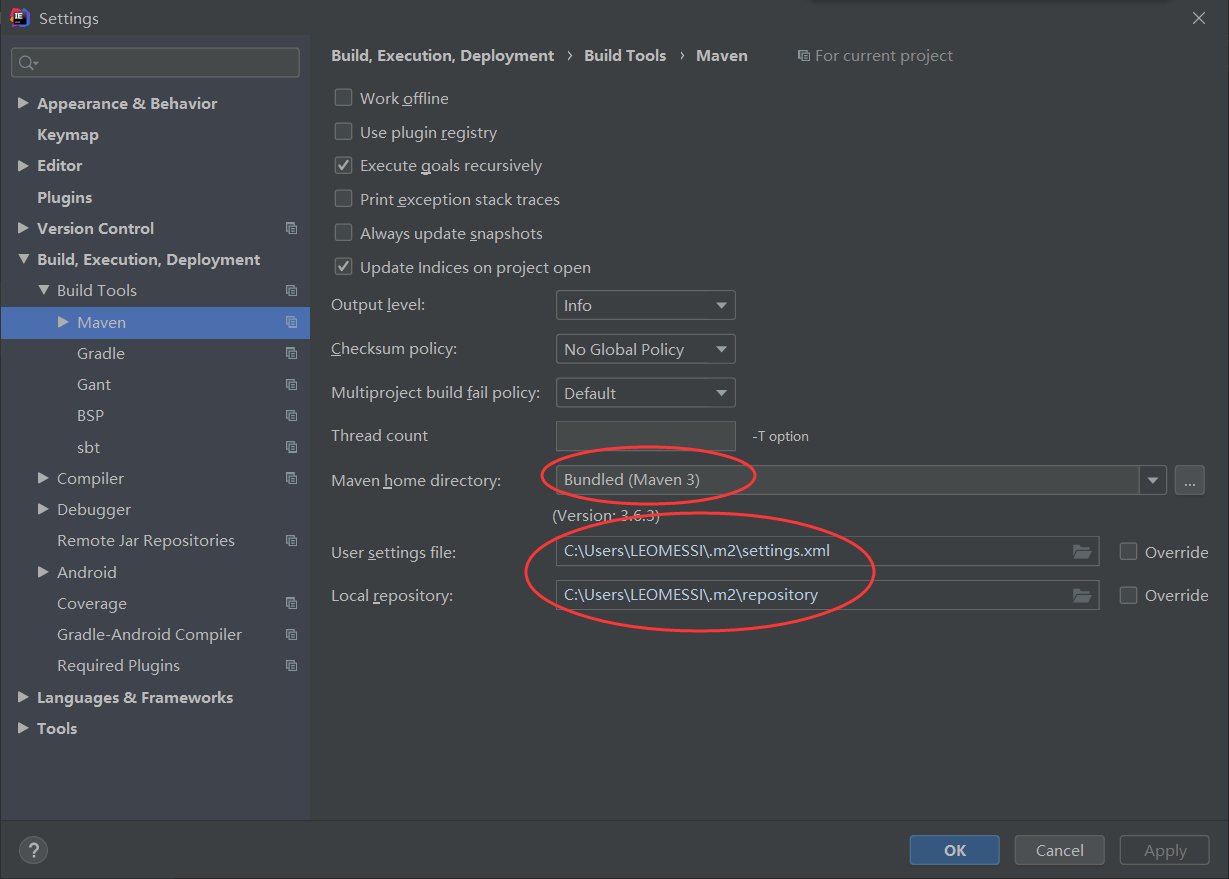 Settings
Appearance & Behavior
Keymap
Editor
Plugins
Version Control
Build, Execution, Deployment
Build Tools
Maven
Gradle
Gant
BSP
sbt
Compiler
Debugger
Remote Jar Repositories
Android
Coverage
Gradle-Android Compiler
Required Plugins
Languages & Frameworks
Tools
Build, Execution, Deployment › Build Tools › Maven For current project
Work offline
Use plugin registry
Execute goals recursively
Print exception stack traces
Always update snapshots
Update Indices on project open
Output level: Info
Checksum policy: No Global Policy
Multiproject build fail policy: Default
Thread count -T option
Maven home directory: Bundled (Maven 3) ...
(Version: 3.6.3)
User settings file: C:\Users\LEOMESSI\.m2\settings.xml Override
Local repository: C:\Users\LEOMESSI\.m2\repository Override
? OK Cancel Apply